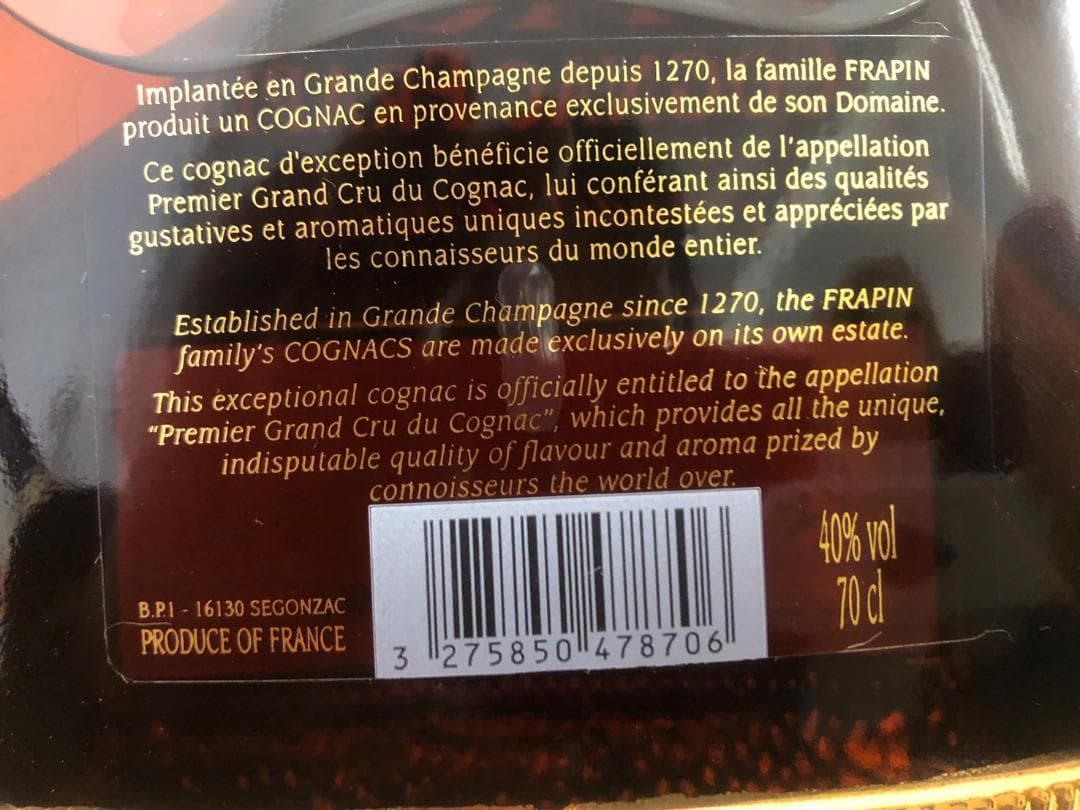 Implantée en Grande Champagne depuis 1270, la famille FRAPIN
produit un COGNAC en provenance exclusivement de son Domaine.
Ce cognac d'exception bénéficie officiellement de l'appellation
Premier Grand Cru du Cognac, lui conférant ainsi des qualités
gustatives et aromatiques uniques incontestées et appréciées par
les connaisseurs du monde entier.
Established in Grande Champagne since 1270, the FRAPIN
family's COGNACS are made exclusively on its own estate.
This exceptional cognac is officially entitled to the appellation
"Premier Grand Cru du Cognac", which provides all the unique,
indisputable quality of flavour and aroma prized by
connoisseurs the world over.
40% vol
70 cl
B.P.1 - 16130 SEGONZAC
PRODUCE OF FRANCE
3 275850 478706